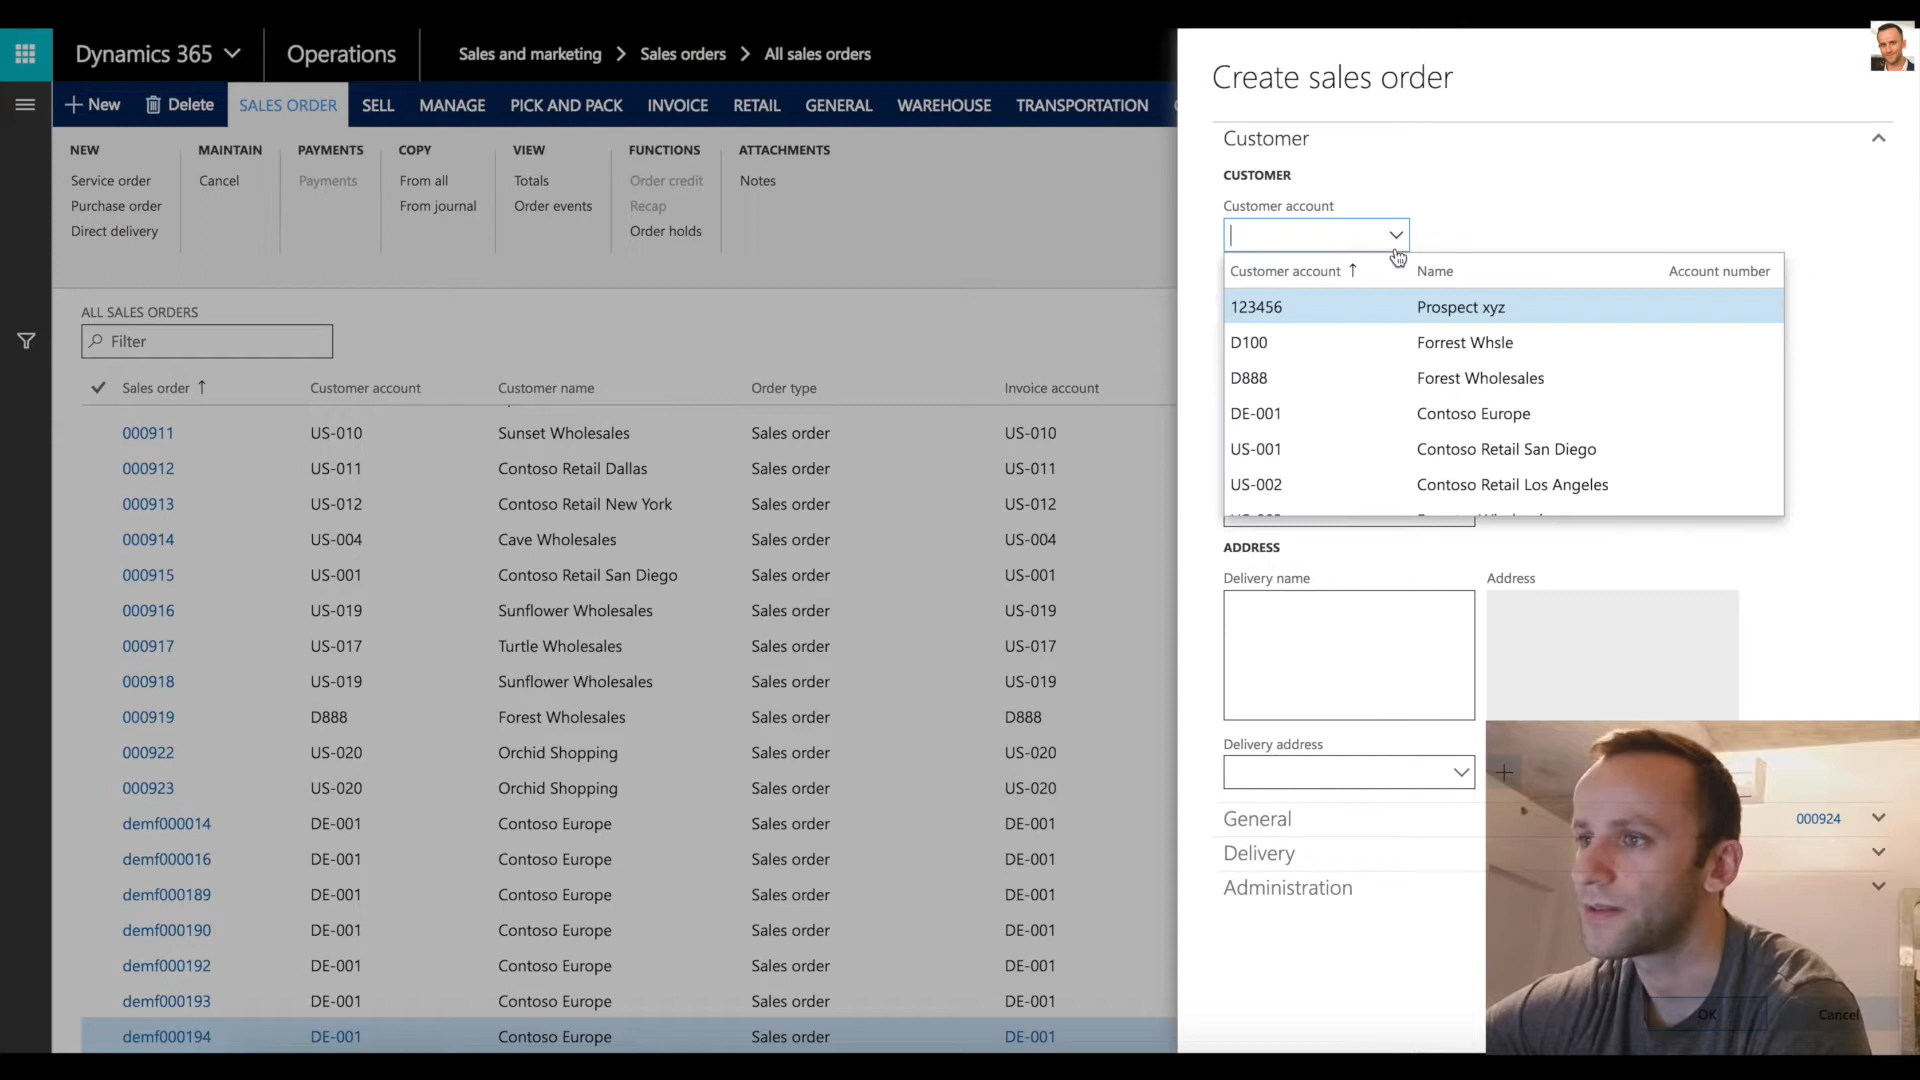 Dynamics 365 Operations Sales and marketing > Sales orders > All sales orders
+ New Delete SALES ORDER SELL MANAGE PICK AND PACK INVOICE RETAIL GENERAL WAREHOUSE TRANSPORTATION
NEW MAINTAIN PAYMENTS COPY VIEW FUNCTIONS ATTACHMENTS
Service order Cancel Payments From all Totals Order credit Notes
Purchase order From journal Order events Recap
Direct delivery Order holds
ALL SALES ORDERS
Filter
Sales order ↑ Customer account Customer name Order type Invoice account
000911 US-010 Sunset Wholesales Sales order US-010
000912 US-011 Contoso Retail Dallas Sales order US-011
000913 US-012 Contoso Retail New York Sales order US-012
000914 US-004 Cave Wholesales Sales order US-004
000915 US-001 Contoso Retail San Diego Sales order US-001
000916 US-019 Sunflower Wholesales Sales order US-019
000917 US-017 Turtle Wholesales Sales order US-017
000918 US-019 Sunflower Wholesales Sales order US-019
000919 D888 Forest Wholesales Sales order D888
000922 US-020 Orchid Shopping Sales order US-020
000923 US-020 Orchid Shopping Sales order US-020
demf000014 DE-001 Contoso Europe Sales order DE-001
demf000016 DE-001 Contoso Europe Sales order DE-001
demf000189 DE-001 Contoso Europe Sales order DE-001
demf000190 DE-001 Contoso Europe Sales order DE-001
demf000192 DE-001 Contoso Europe Sales order DE-001
demf000193 DE-001 Contoso Europe Sales order DE-001
demf000194 DE-001 Contoso Europe Sales order DE-001
Create sales order
Customer
CUSTOMER
Customer account
Customer account ↑ Name Account number
123456 Prospect xyz
D100 Forrest Whsle
D888 Forest Wholesales
DE-001 Contoso Europe
US-001 Contoso Retail San Diego
US-002 Contoso Retail Los Angeles
ADDRESS
Delivery name Address
Delivery address
General 000924
Delivery
Administration
OK Cancel